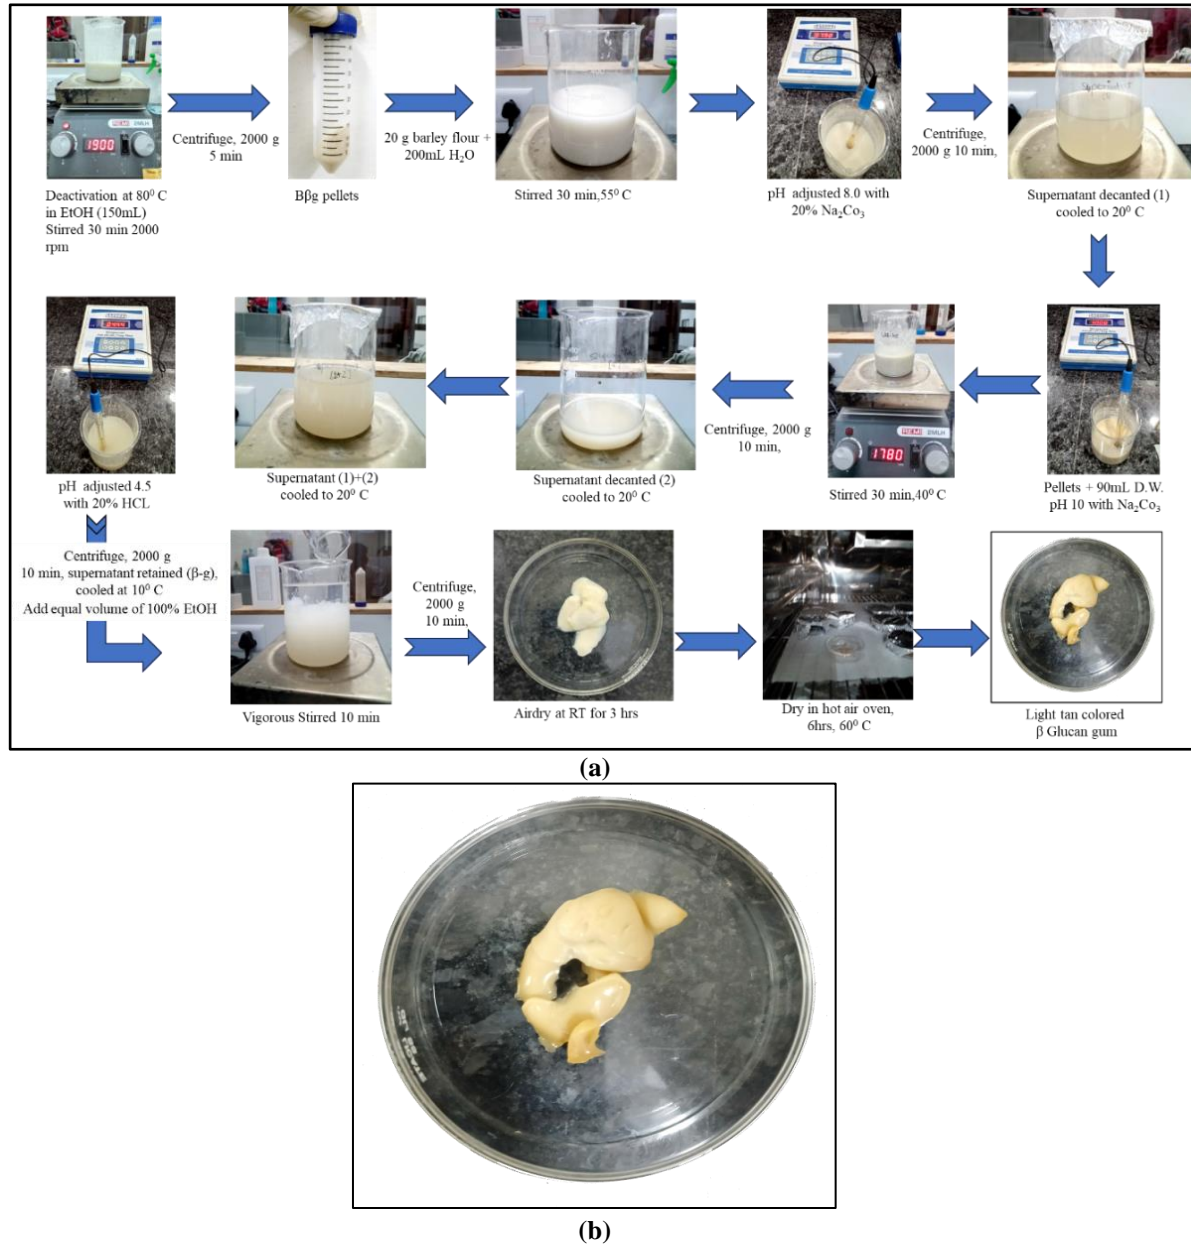 1900
REMI 2MLH
Deactivation at 80⁰ C
in EtOH (150mL)
Stirred 30 min 2000
rpm
Centrifuge, 2000 g
5 min
Bβg pellets
20 g barley flour +
200mL H₂O
Stirred 30 min,55⁰ C
pH adjusted 8.0 with
20% Na₂Co₃
Centrifuge,
2000 g 10 min,
Supernatant decanted (1)
cooled to 20⁰ C
Pellets + 90mL D.W.
pH 10 with Na₂Co₃
REMI 2MLH
1780
Stirred 30 min,40⁰ C
Centrifuge, 2000 g
10 min,
Supernatant decanted (2)
cooled to 20⁰ C
Supernatant (1)+(2)
cooled to 20⁰ C
pH adjusted 4.5
with 20% HCL
Centrifuge, 2000 g
10 min, supernatant retained (β-g),
cooled at 10⁰ C
Add equal volume of 100% EtOH
Vigorous Stirred 10 min
Centrifuge,
2000 g
10 min,
Airdry at RT for 3 hrs
Dry in hot air oven,
6hrs, 60⁰ C
Light tan colored
β Glucan gum
(a)
(b)